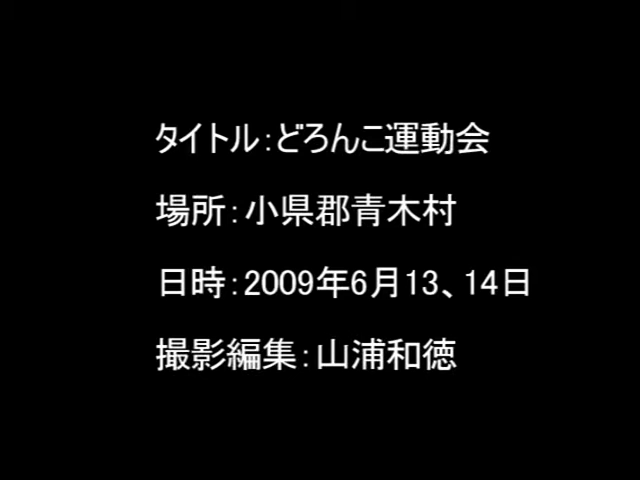 タイトル：どろんこ運動会
場所：小県郡青木村
日時：2009年6月13、14日
撮影編集：山浦和徳